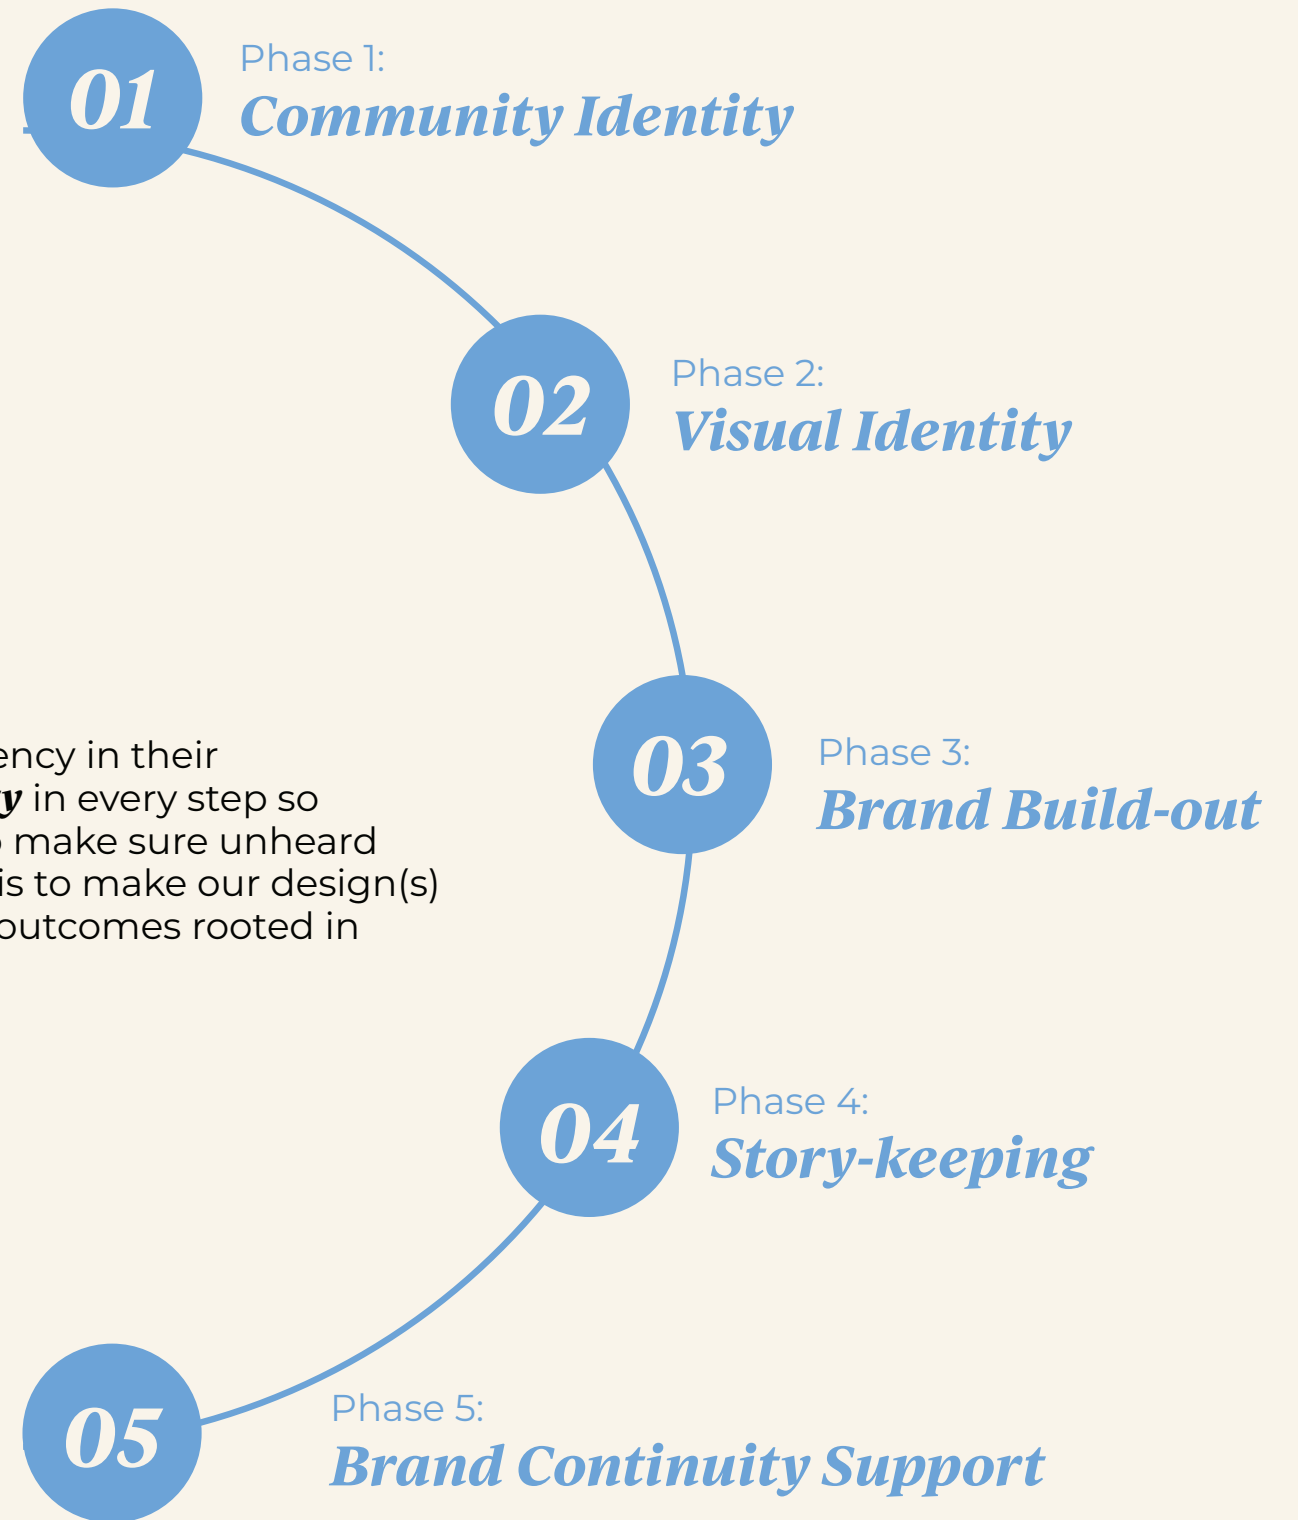 01
Phase 1:
Community Identity
02
Phase 2:
Visual Identity
03
Phase 3:
Brand Build-out
in their
in every step so
make sure unheard
is to make our design(s)
outcomes rooted in
04
Phase 4:
Story-keeping
05
Phase 5:
Brand Continuity Support